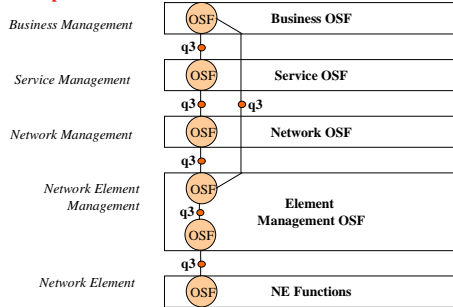 Business Management
OSF
Business OSF
q3
Service Management
OSF
Service OSF
q3
q3
Network Management
OSF
Network OSF
q3
Network Element
Management
OSF
q3
OSF
Element
Management OSF
q3
Network Element
OSF
NE Functions